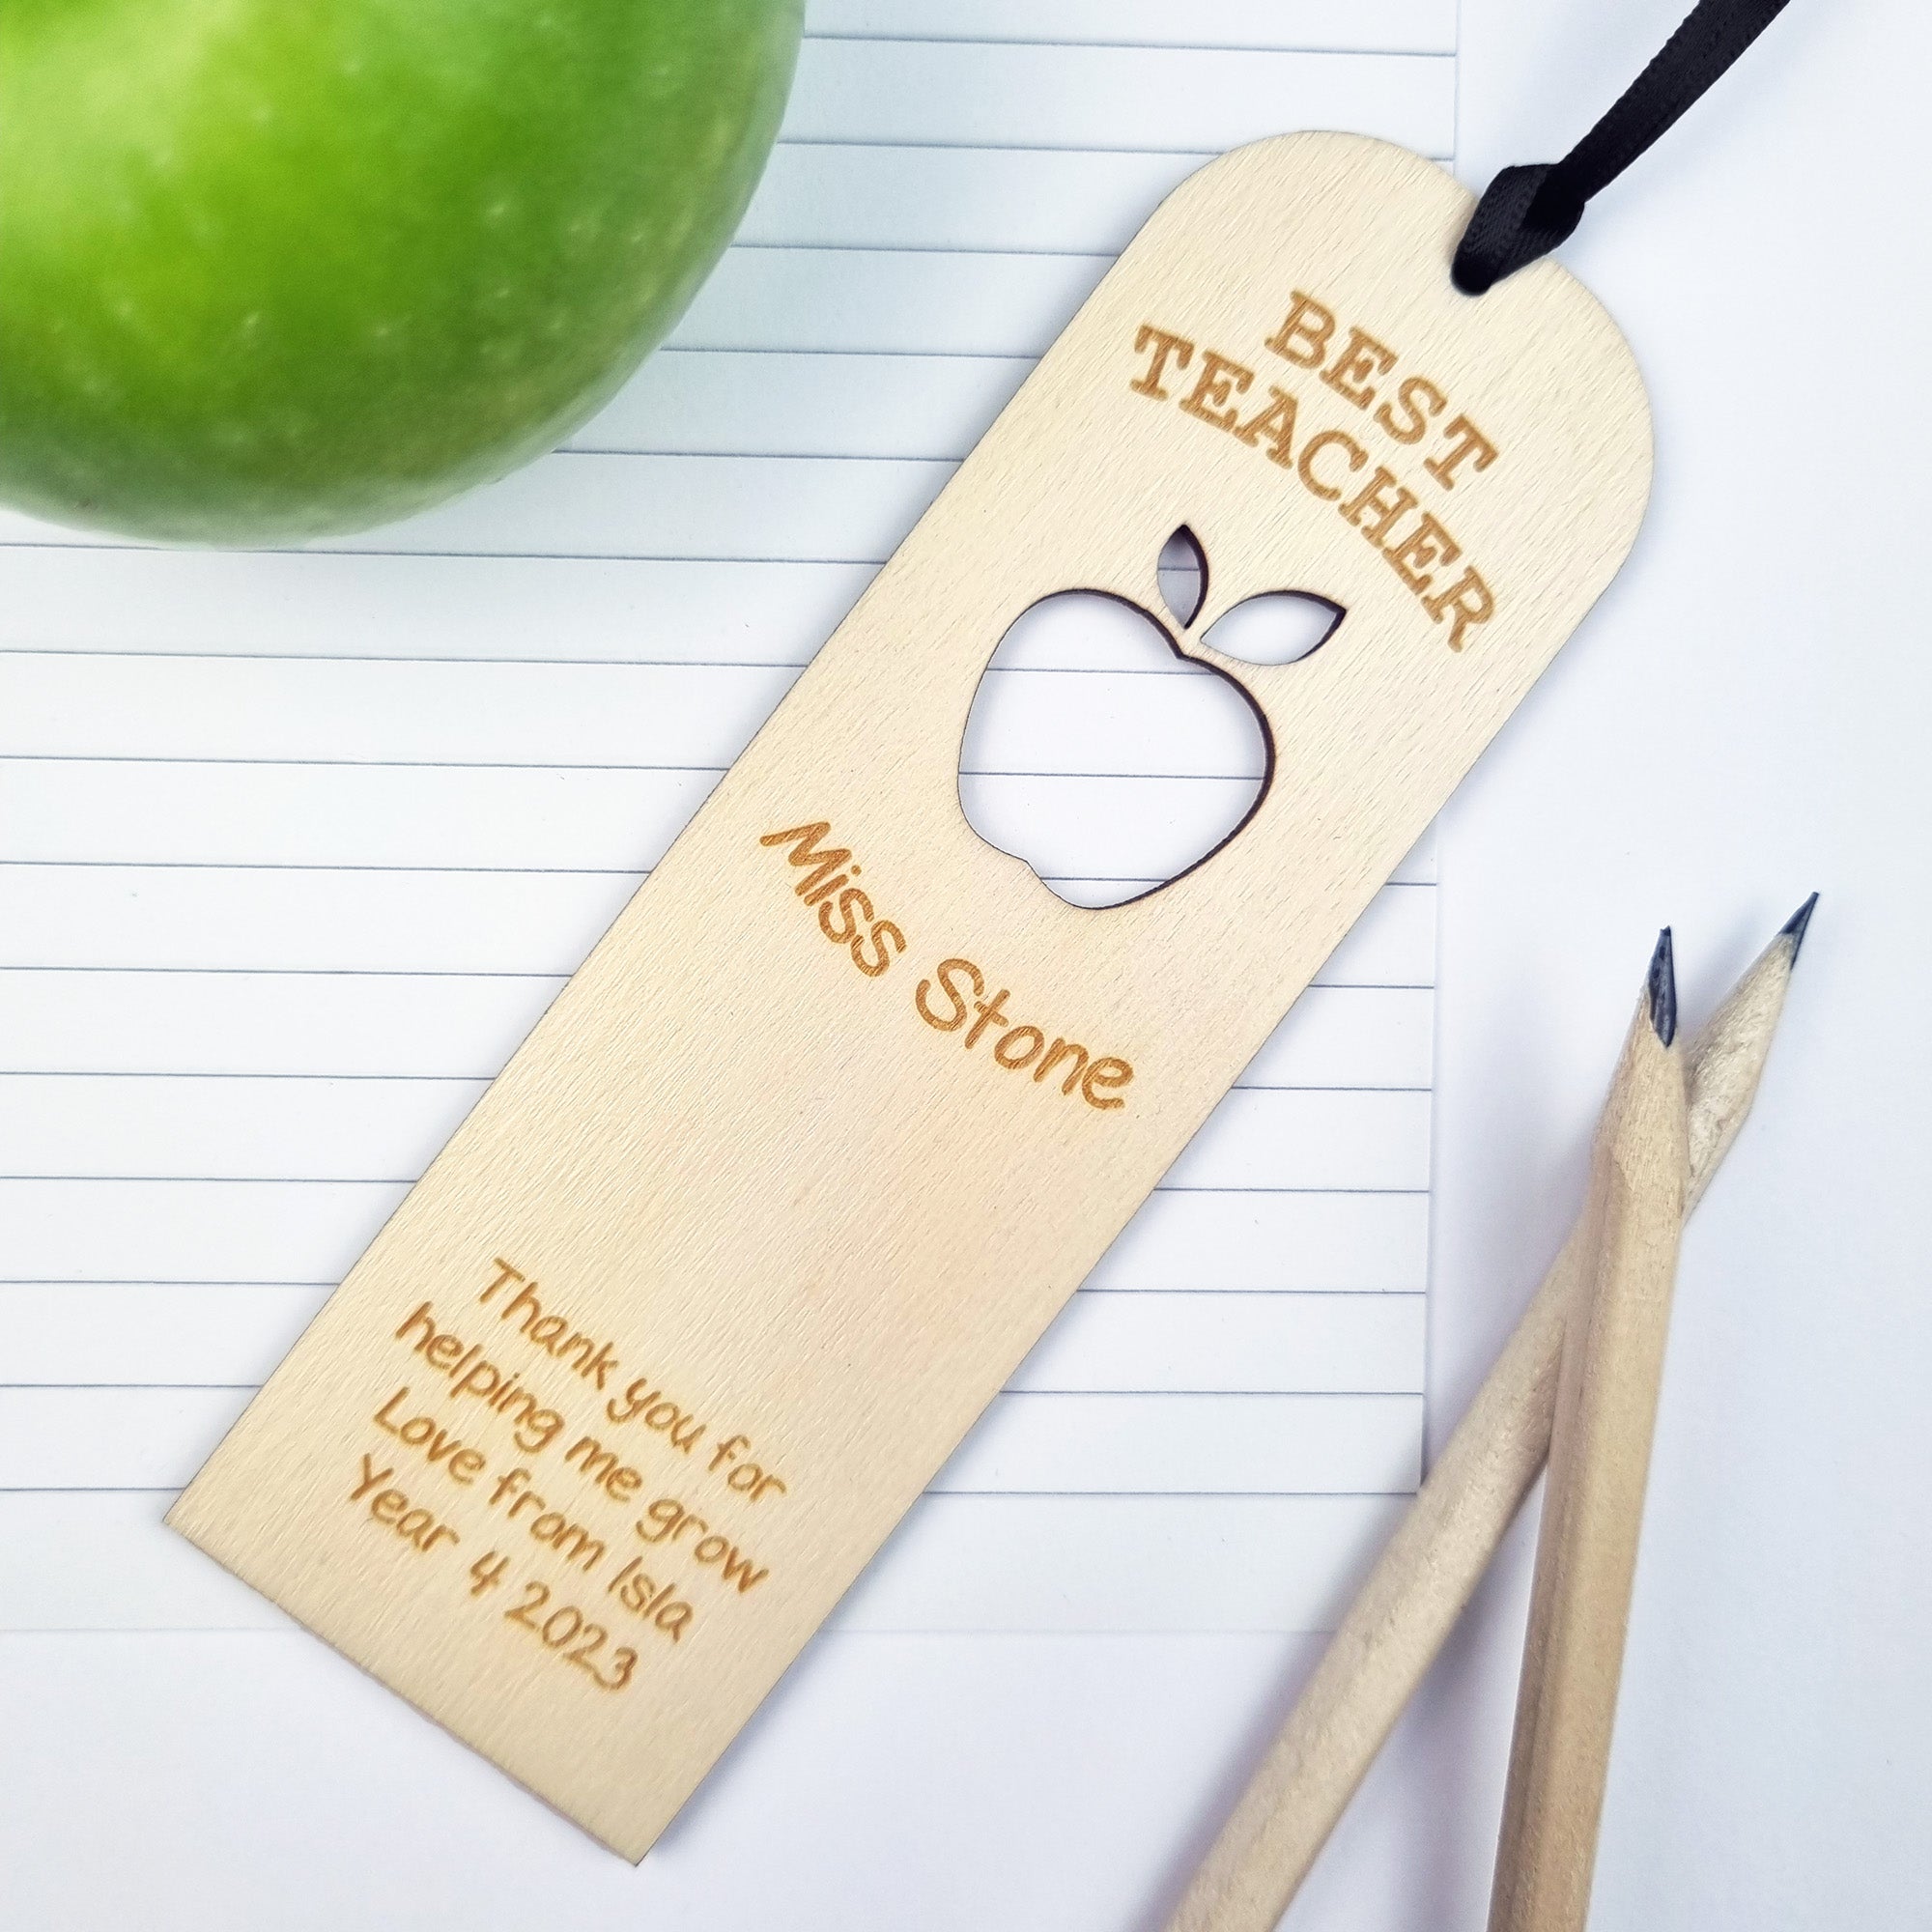 BEST
TEACHER
Miss Stone
Thank you for
helping me grow
Love from Isla
Year 4 2023